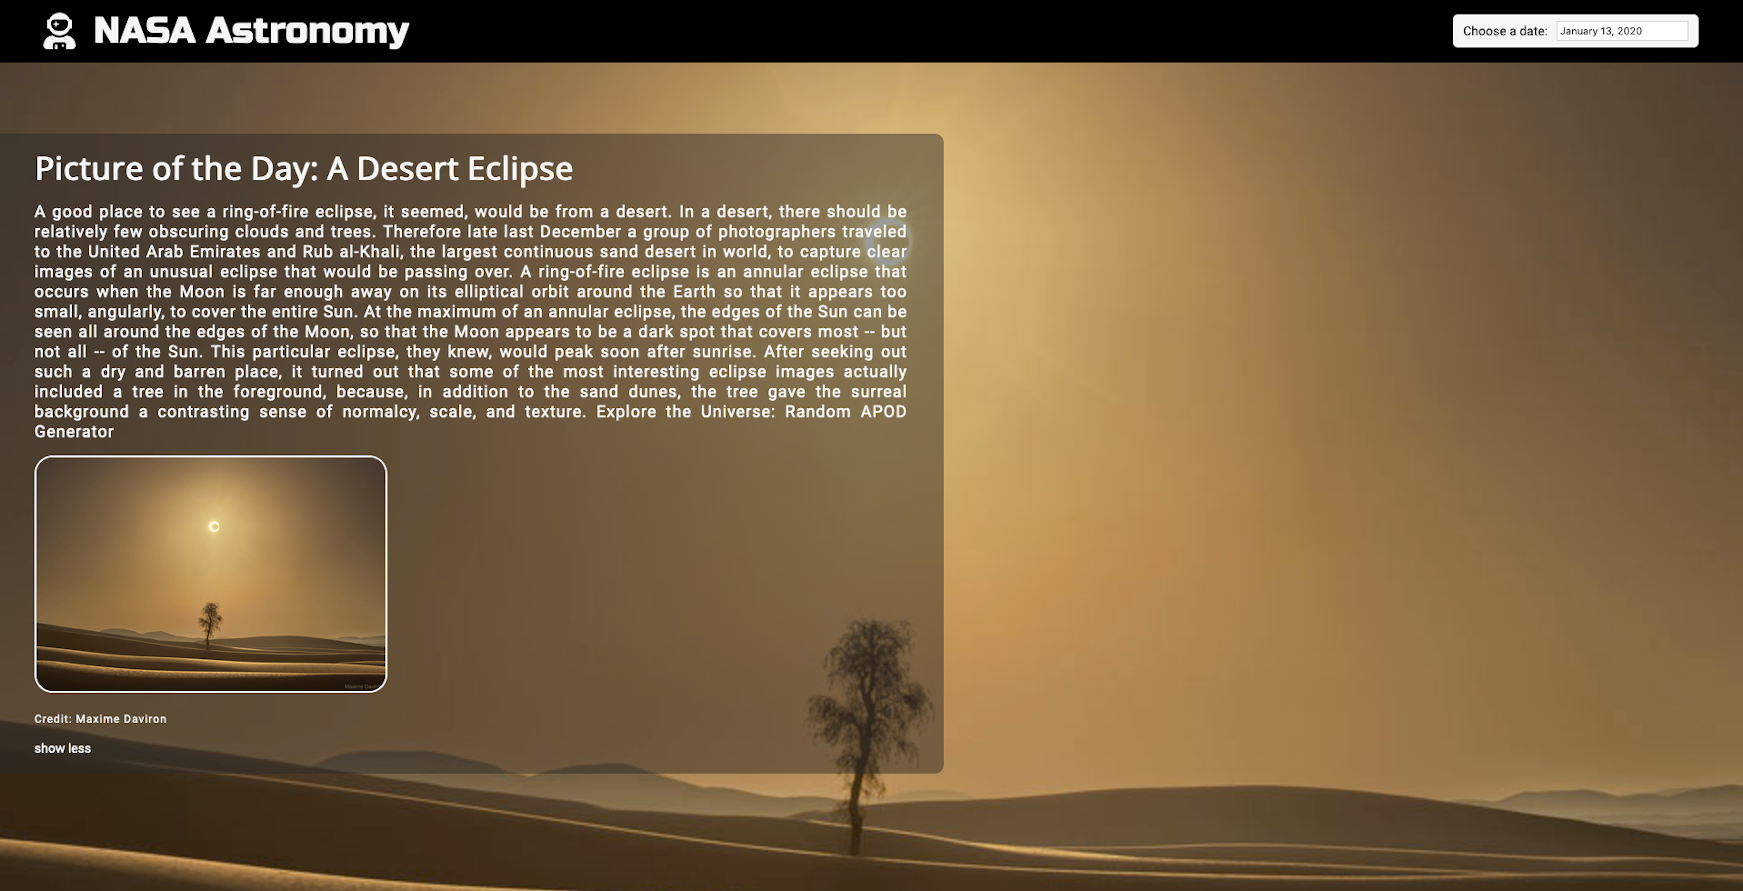 NASA Astronomy
Choose a date: January 13, 2020
Picture of the Day: A Desert Eclipse
A good place to see a ring-of-fire eclipse, it seemed, would be from a desert. In a desert, there should be
relatively few obscuring clouds and trees. Therefore late last December a group of photographers traveled
to the United Arab Emirates and Rub al-Khali, the largest continuous sand desert in world, to capture clear
images of an unusual eclipse that would be passing over. A ring-of-fire eclipse is an annular eclipse that
occurs when the Moon is far enough away on its elliptical orbit around the Earth so that it appears too
small, angularly, to cover the entire Sun. At the maximum of an annular eclipse, the edges of the Sun can be
seen all around the edges of the Moon, so that the Moon appears to be a dark spot that covers most -- but
not all -- of the Sun. This particular eclipse, they knew, would peak soon after sunrise. After seeking out
such a dry and barren place, it turned out that some of the most interesting eclipse images actually
included a tree in the foreground, because, in addition to the sand dunes, the tree gave the surreal
background a contrasting sense of normalcy, scale, and texture. Explore the Universe: Random APOD
Generator
Credit: Maxime Daviron
show less